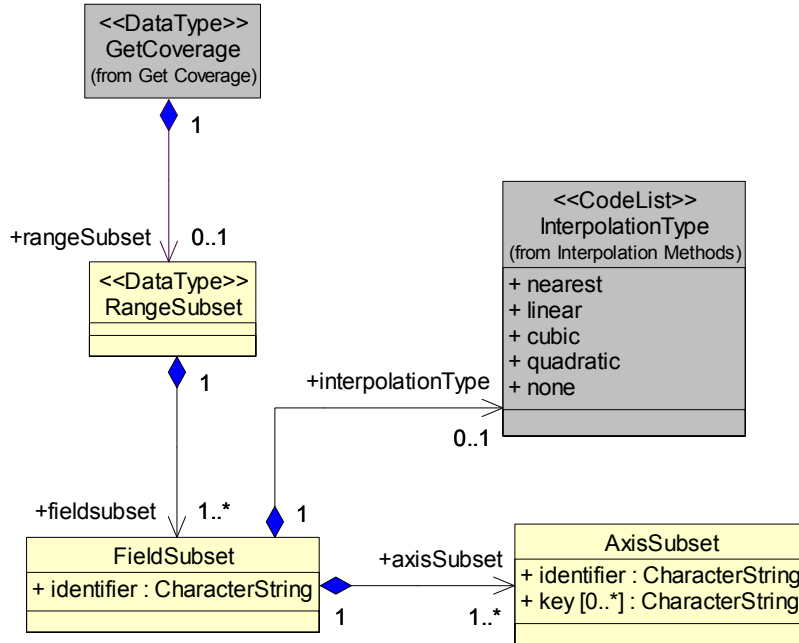 <<DataType>>
GetCoverage
(from Get Coverage)
1
+rangeSubset
0..1
<<DataType>>
RangeSubset
1
<<CodeList>>
InterpolationType
(from Interpolation Methods)
+ nearest
+ linear
+ cubic
+ quadratic
+ none
+interpolationType
0..1
+fieldsubset
1..*
1
FieldSubset
+ identifier : CharacterString
1
+axisSubset
1..*
AxisSubset
+ identifier : CharacterString
+ key [0..*] : CharacterString